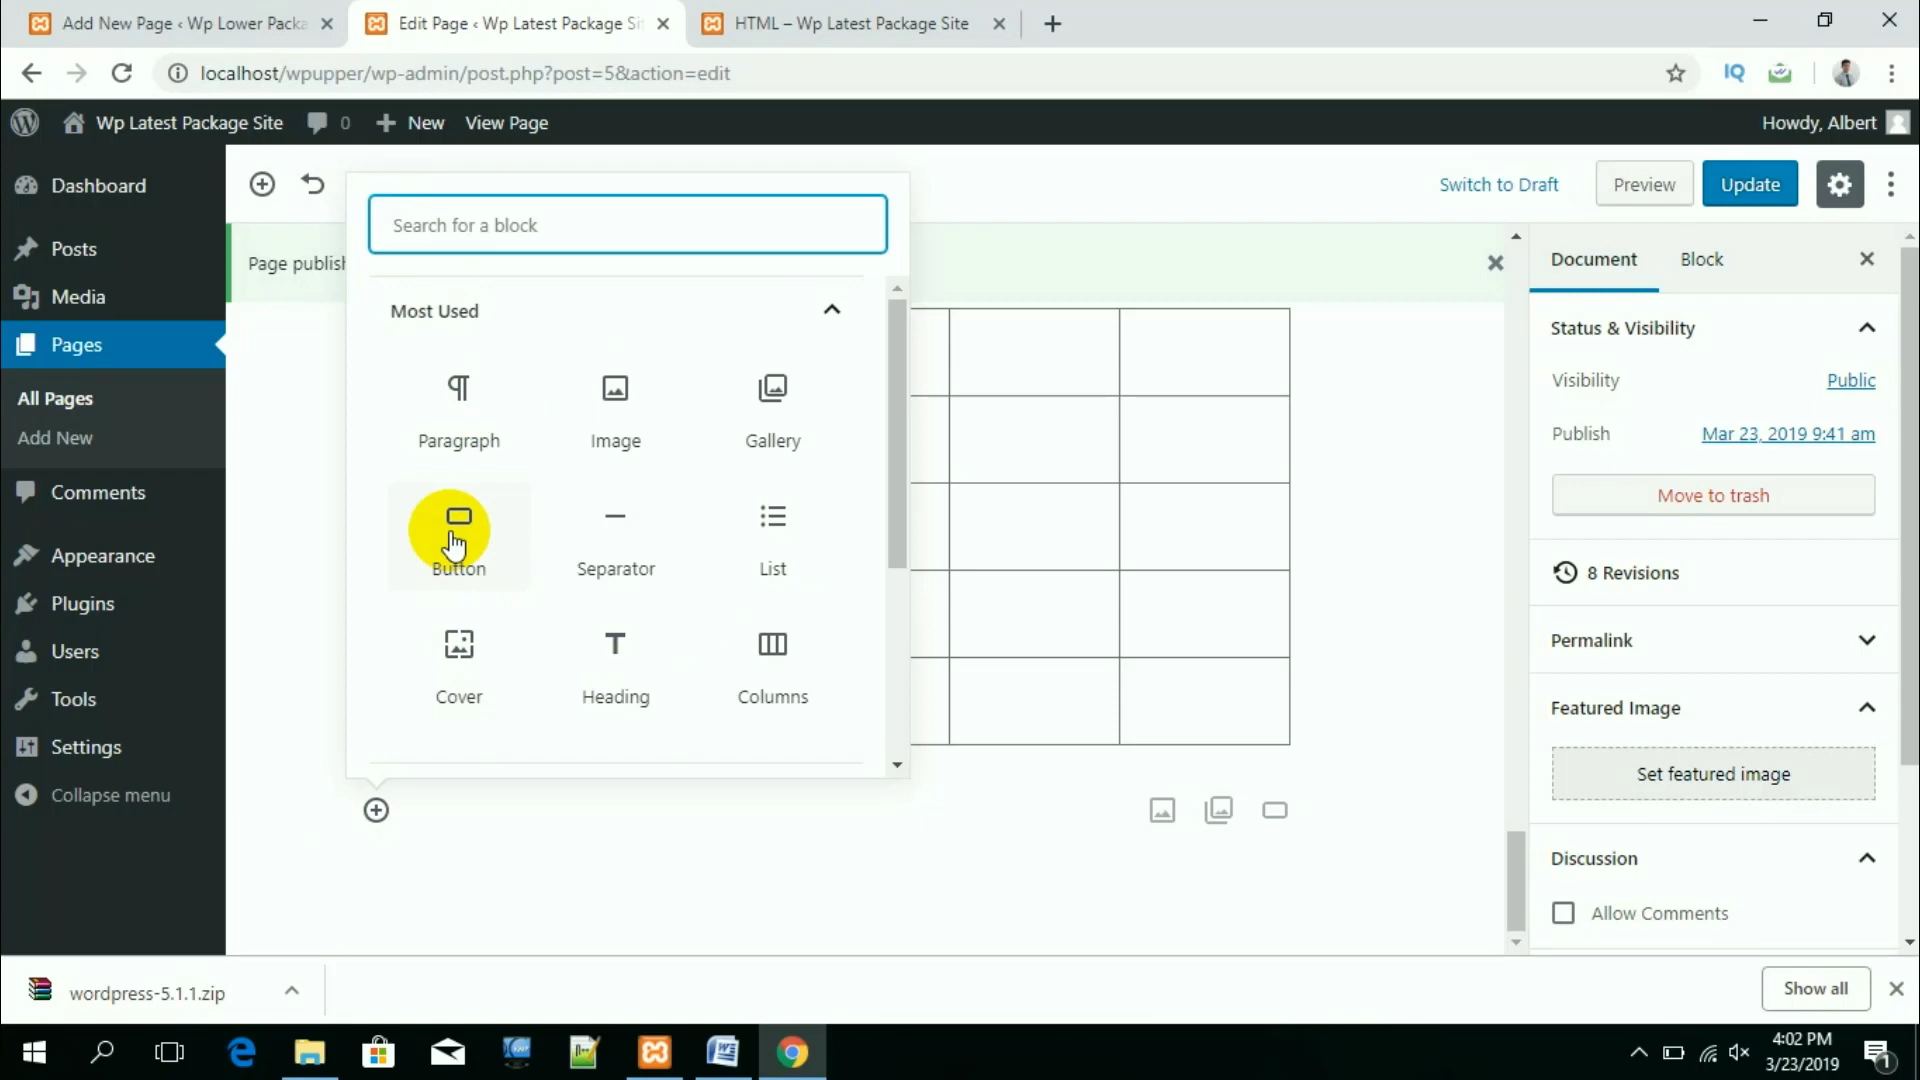 Add New Page ‹ Wp Lower Packa
Edit Page ‹ Wp Latest Package Sit
HTML – Wp Latest Package Site
localhost/wpupper/wp-admin/post.php?post=5&action=edit
IQ
Wp Latest Package Site
0
New
View Page
Howdy, Albert
Dashboard
Posts
Media
Pages
All Pages
Add New
Comments
Appearance
Plugins
Users
Tools
Settings
Collapse menu
Switch to Draft
Preview
Update
Page publish
Search for a block
Most Used
Paragraph
Image
Gallery
Button
Separator
List
Cover
Heading
Columns
Document
Block
Status & Visibility
Visibility
Public
Publish
Mar 23, 2019 9:41 am
Move to trash
8 Revisions
Permalink
Featured Image
Set featured image
Discussion
Allow Comments
wordpress-5.1.1.zip
Show all
4:02 PM
3/23/2019
1